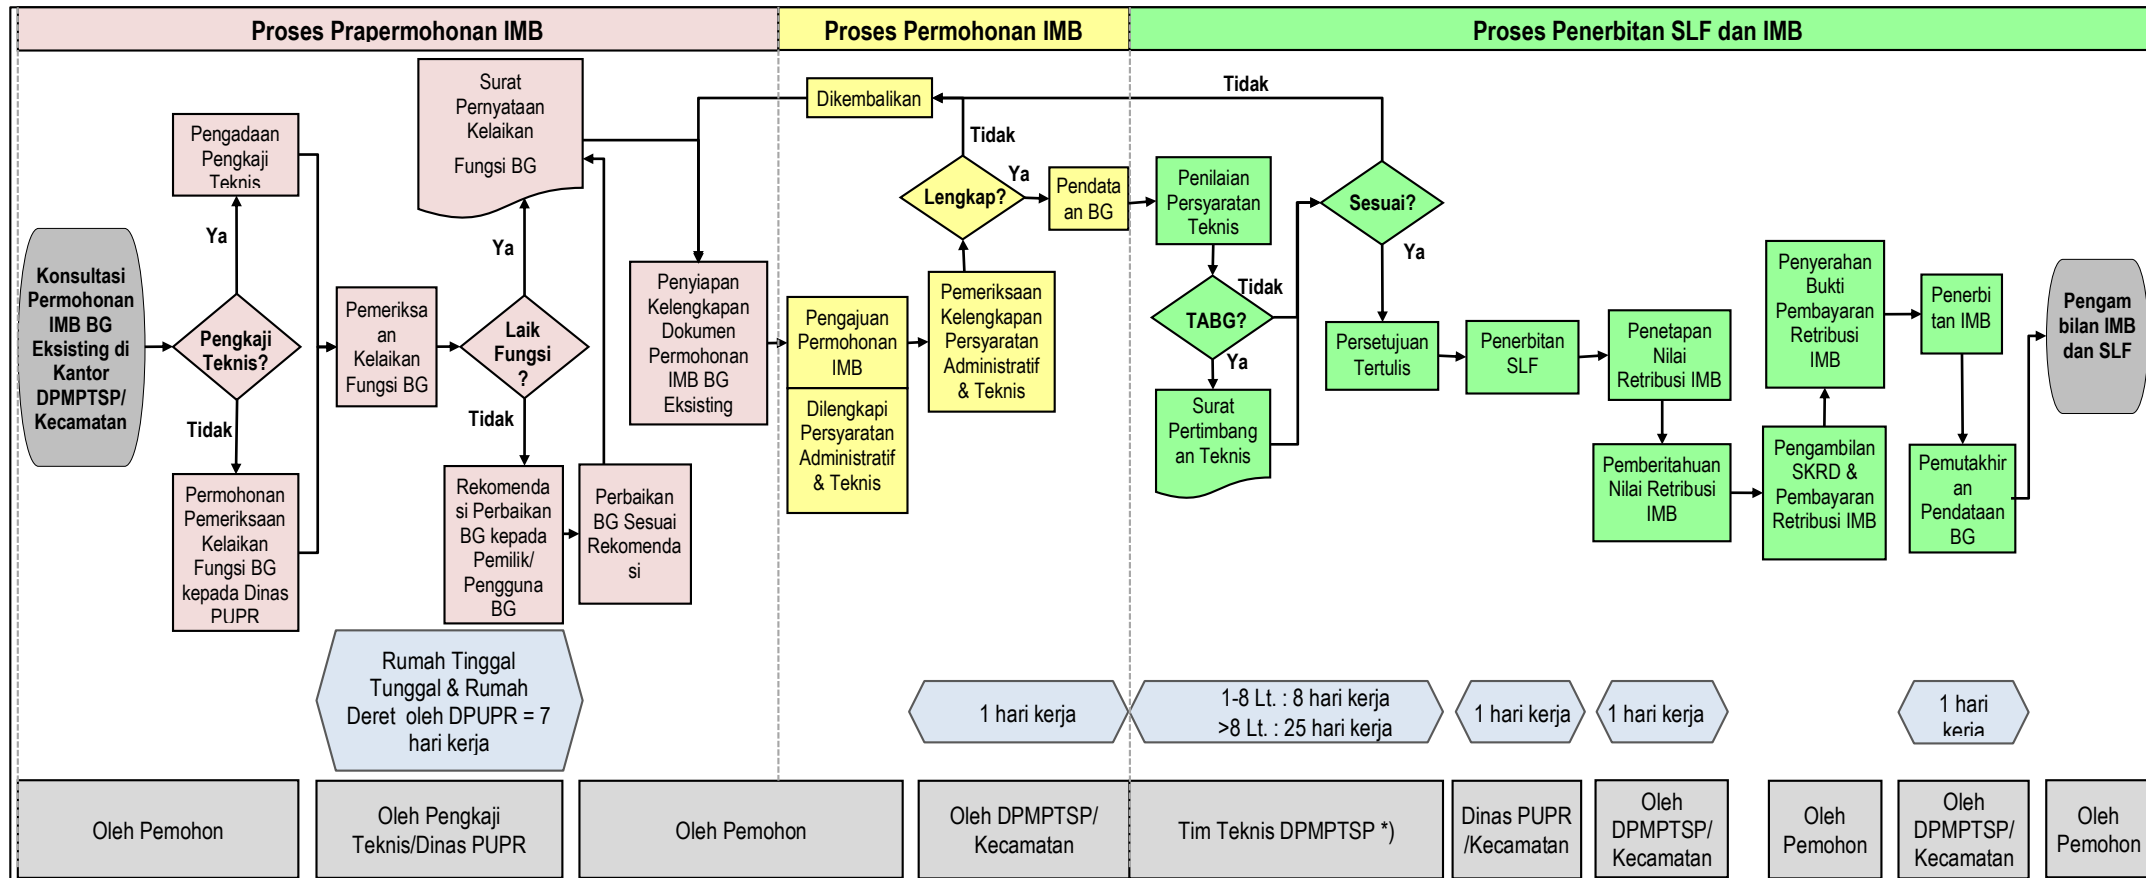 Proses Prapermohonan IMB
Proses Permohonan IMB
Proses Penerbitan SLF dan IMB
Konsultasi
Permohonan
IMB BG
Eksisting di
Kantor
DPMPTSP/
Kecamatan
Pengadaan
Pengkaji
Teknis
Ya
Pengkaji
Teknis?
Tidak
Permohonan
Pemeriksaan
Kelaikan
Fungsi BG
kepada Dinas
PUPR
Pemeriksa
an
Kelaikan
Fungsi BG
Surat
Pernyataan
Kelaikan
Fungsi BG
Ya
Laik
Fungsi
?
Tidak
Rekomenda
si Perbaikan
BG kepada
Pemilik/
Pengguna
BG
Perbaikan
BG Sesuai
Rekomenda
si
Penyiapan
Kelengkapan
Dokumen
Permohonan
IMB BG
Eksisting
Dikembalikan
Pengajuan
Permohonan
IMB
Dilengkapi
Persyaratan
Administratif
& Teknis
Pemeriksaan
Kelengkapan
Persyaratan
Administratif
& Teknis
Lengkap?
Tidak
Ya
Pendata
an BG
Penilaian
Persyaratan
Teknis
TABG?
Tidak
Ya
Surat
Pertimbang
an Teknis
Tidak
Sesuai?
Ya
Persetujuan
Tertulis
Penerbitan
SLF
Penetapan
Nilai
Retribusi IMB
Pemberitahuan
Nilai Retribusi
IMB
Pengambilan
SKRD &
Pembayaran
Retribusi IMB
Penyerahan
Bukti
Pembayaran
Retribusi
IMB
Penerbi
tan IMB
Pemutakhir
an
Pendataan
BG
Pengam
bilan IMB
dan SLF
Rumah Tinggal
Tunggal & Rumah
Deret oleh DPUPR = 7
hari kerja
1 hari kerja
1-8 Lt. : 8 hari kerja
>8 Lt. : 25 hari kerja
1 hari kerja
1 hari kerja
1 hari
kerja
Oleh Pemohon
Oleh Pengkaji
Teknis/Dinas PUPR
Oleh Pemohon
Oleh DPMPTSP/
Kecamatan
Tim Teknis DPMPTSP *)
Dinas PUPR
/Kecamatan
Oleh
DPMPTSP/
Kecamatan
Oleh
Pemohon
Oleh
DPMPTSP/
Kecamatan
Oleh
Pemohon